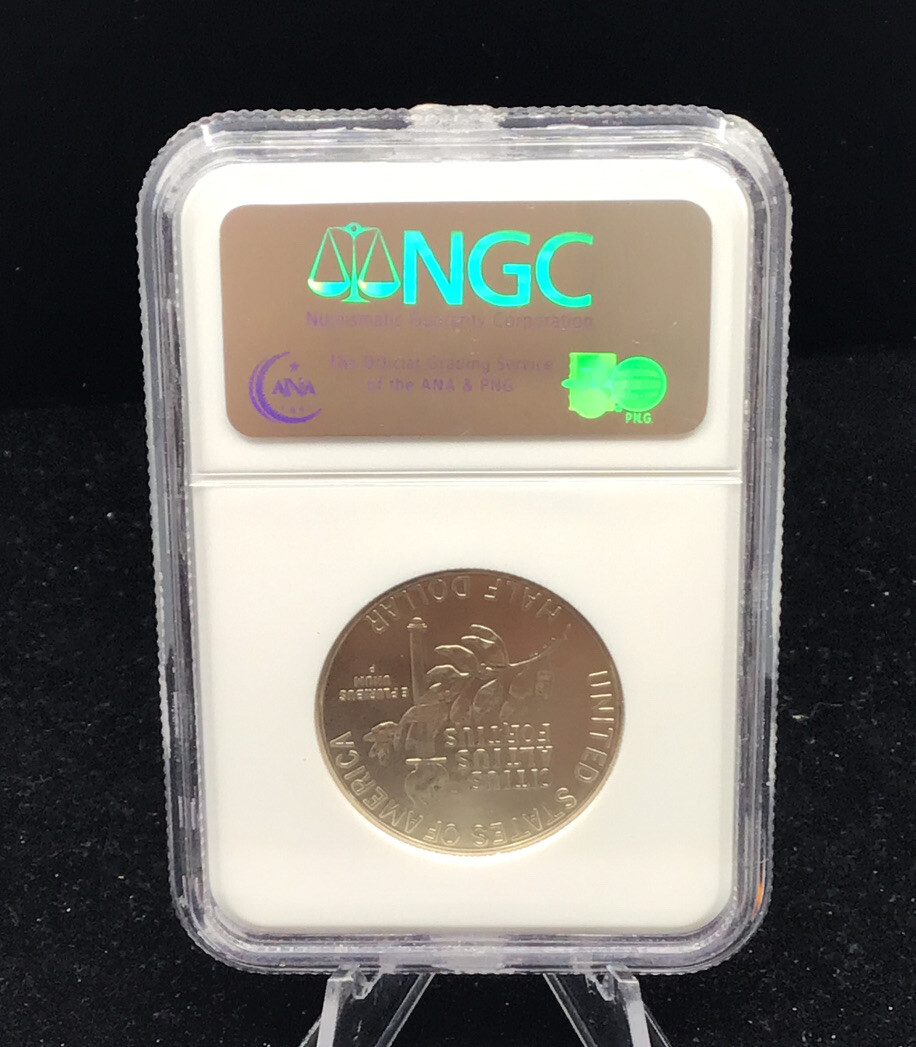 NGC
Numismatic Guaranty Corporation
The Official Grading Service
of the ANA & PNG
ANA
INC
P.N.G.
UNITED STATES OF AMERICA
CITIUS
ALTIUS
FORTIUS
E PLURIBUS
UNUM
P
HALF DOLLAR